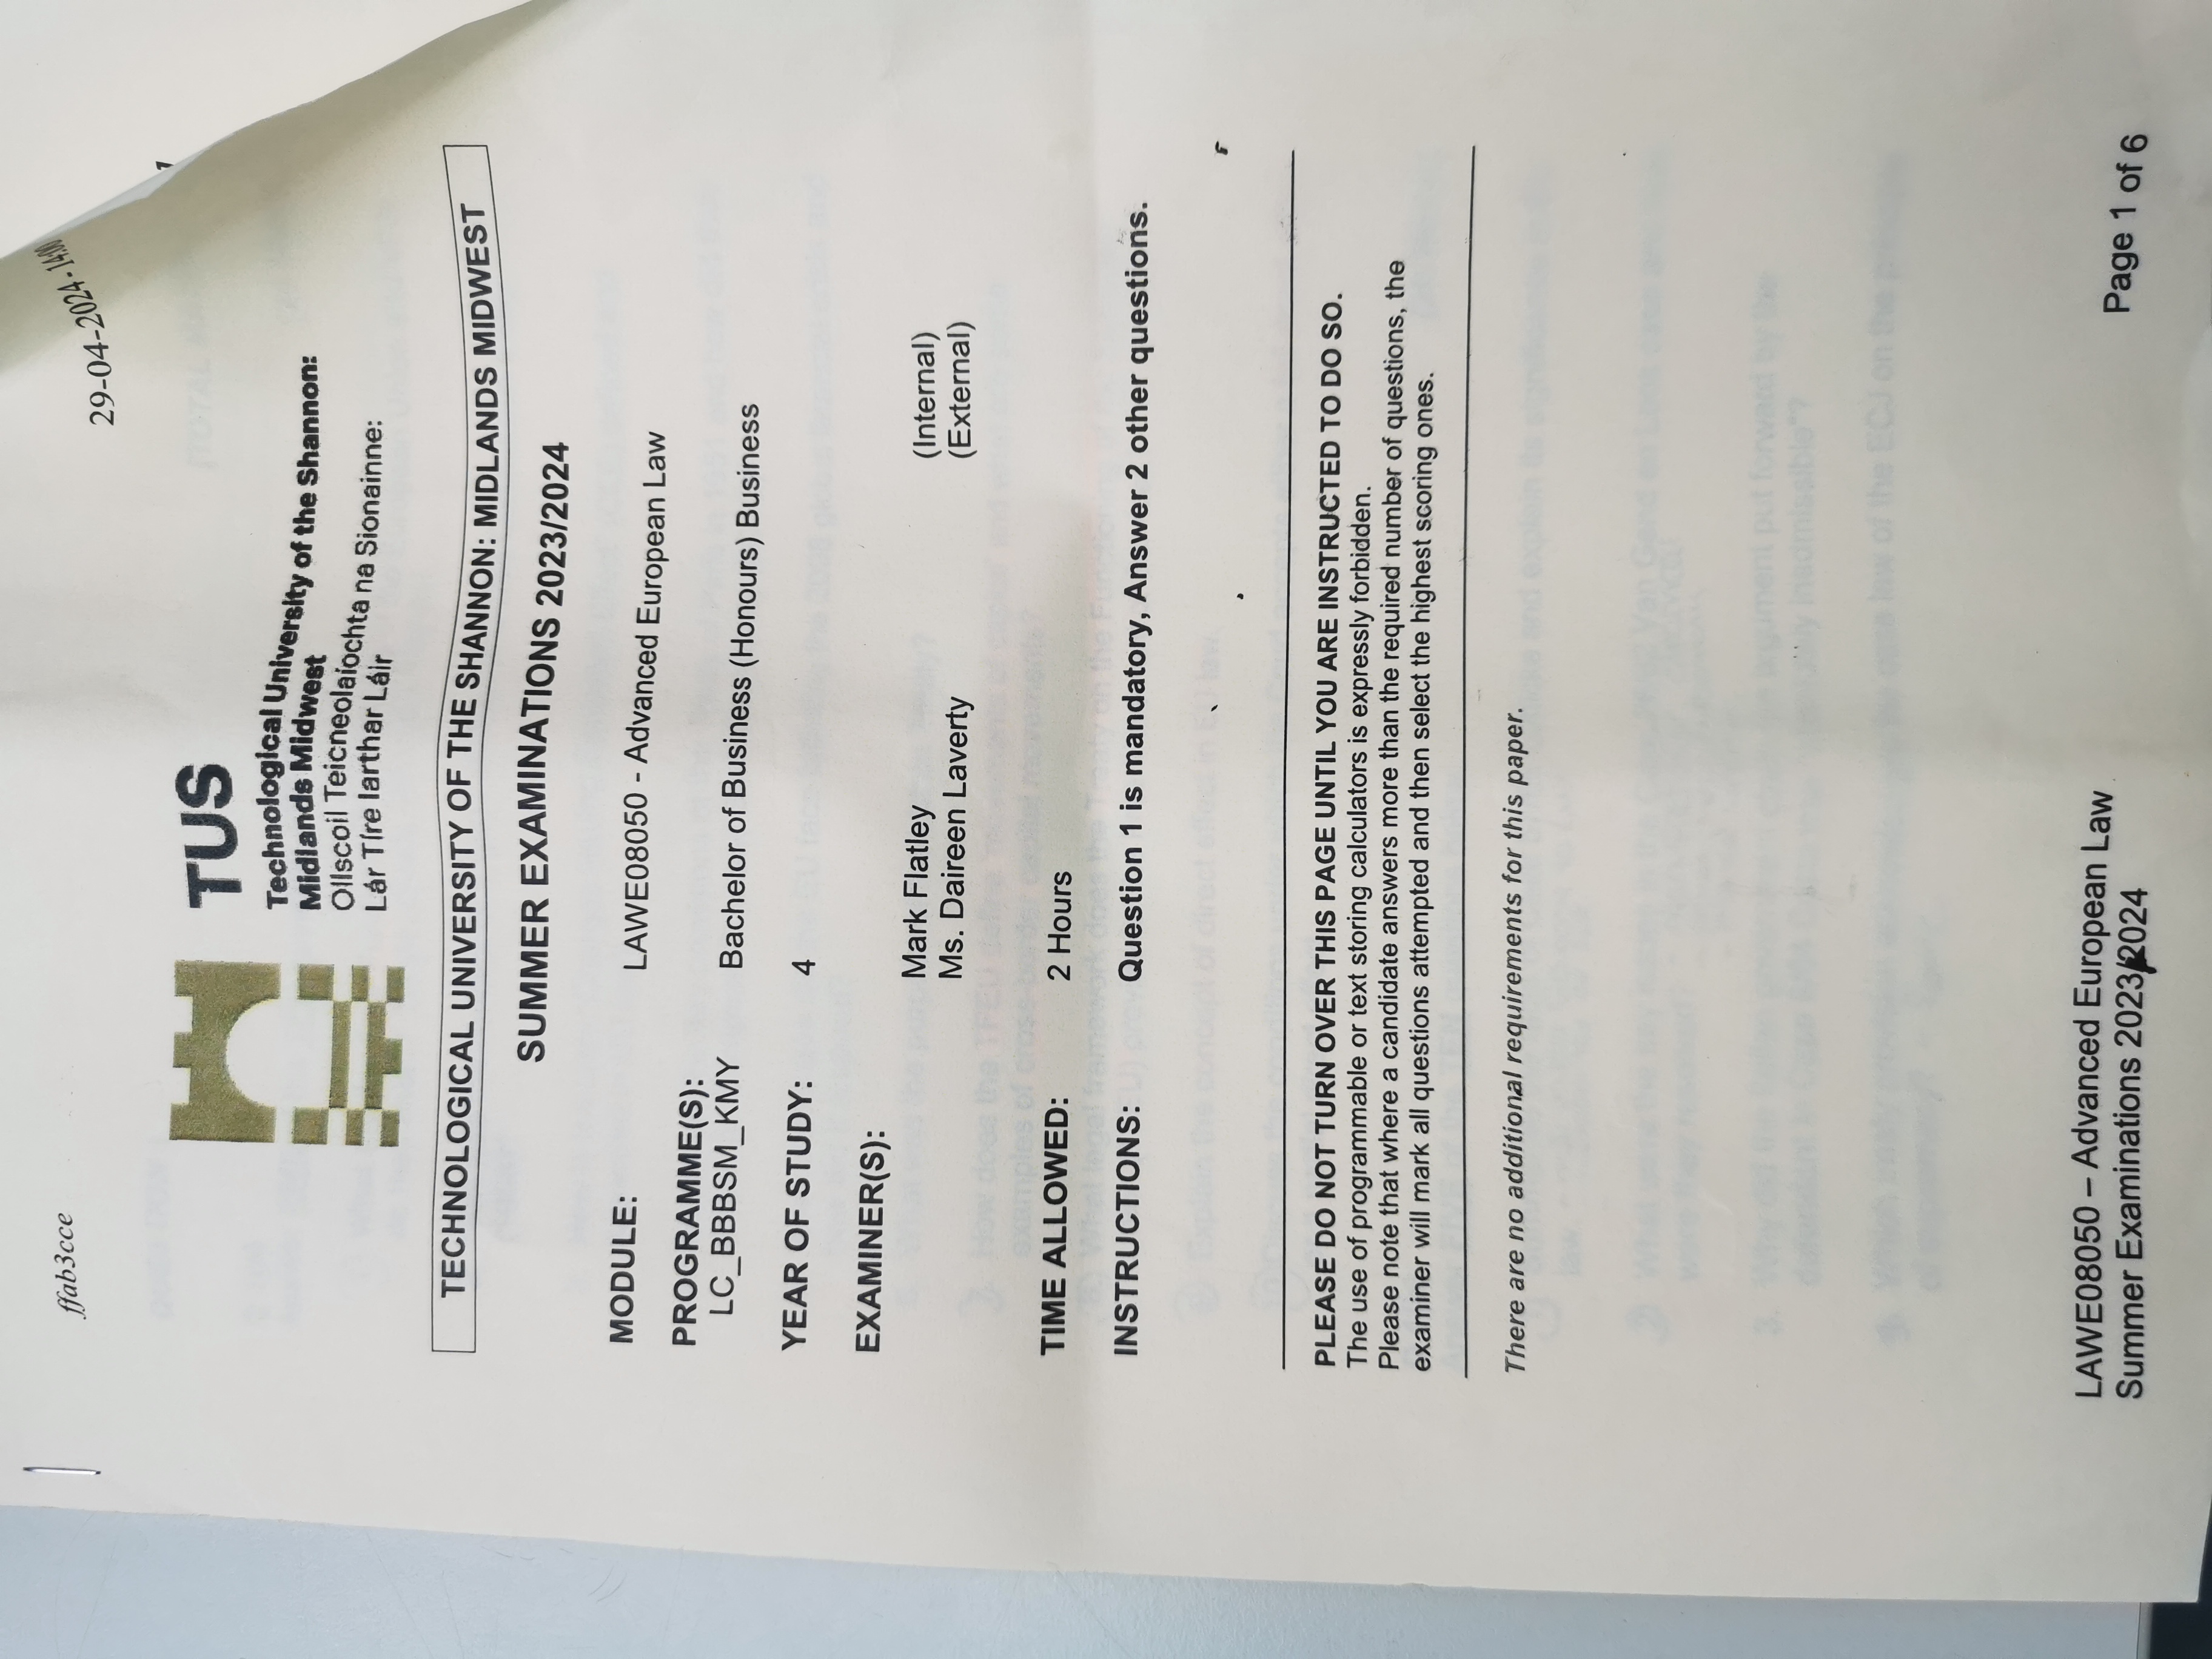 ffab3cce
29-04-2024-14:00
TUS
Technological University of the Shannon:
Midlands Midwest
Ollscoil Teicneolaíochta na Sionainne:
Lár Tíre Iarthar Láir
TECHNOLOGICAL UNIVERSITY OF THE SHANNON: MIDLANDS MIDWEST
SUMMER EXAMINATIONS 2023/2024
MODULE: LAWE08050 - Advanced European Law
PROGRAMME(S):
LC_BBBSM_KMY Bachelor of Business (Honours) Business
YEAR OF STUDY: 4
EXAMINER(S):
Mark Flatley (Internal)
Ms. Daireen Laverty (External)
TIME ALLOWED: 2 Hours
INSTRUCTIONS: Question 1 is mandatory, Answer 2 other questions.
PLEASE DO NOT TURN OVER THIS PAGE UNTIL YOU ARE INSTRUCTED TO DO SO.
The use of programmable or text storing calculators is expressly forbidden.
Please note that where a candidate answers more than the required number of questions, the
examiner will mark all questions attempted and then select the highest scoring ones.
There are no additional requirements for this paper.
LAWE08050 – Advanced European Law
Summer Examinations 2023/2024
Page 1 of 6